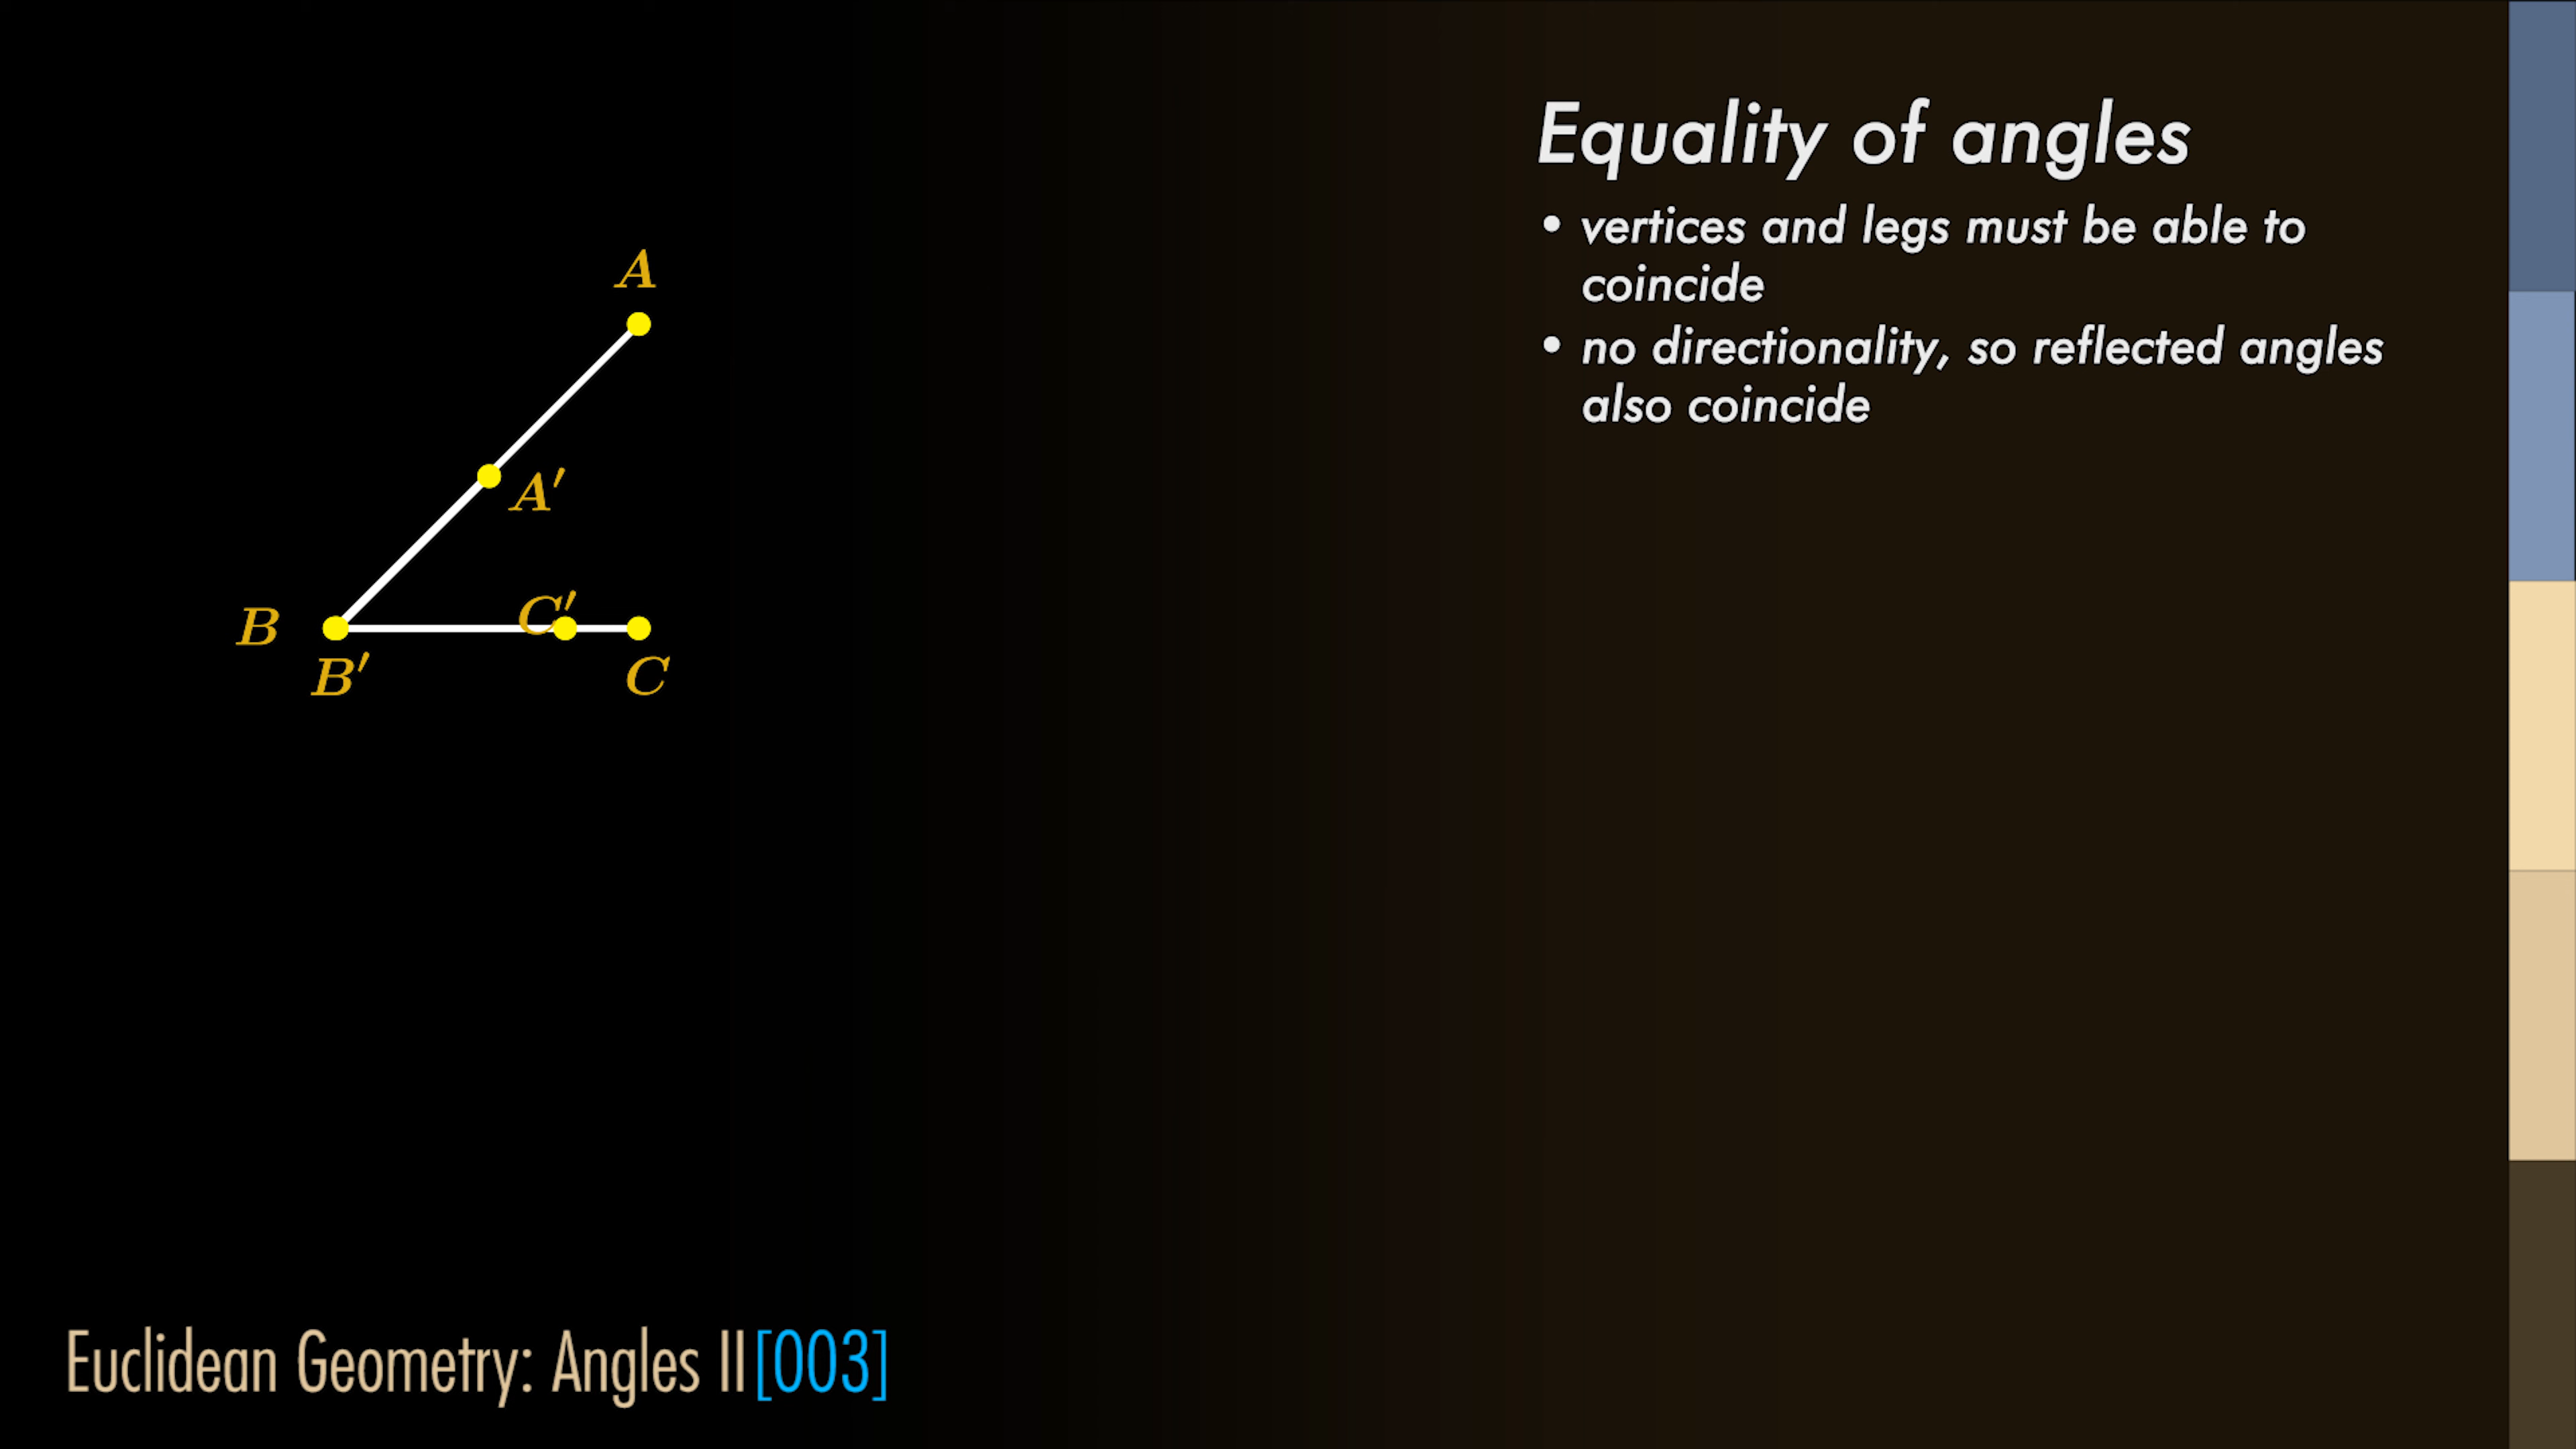 Equality of angles
• vertices and legs must be able to
coincide
• no directionality, so reflected angles
also coincide
A
A′
C′
B
B′
C
Euclidean Geometry: Angles II [003]